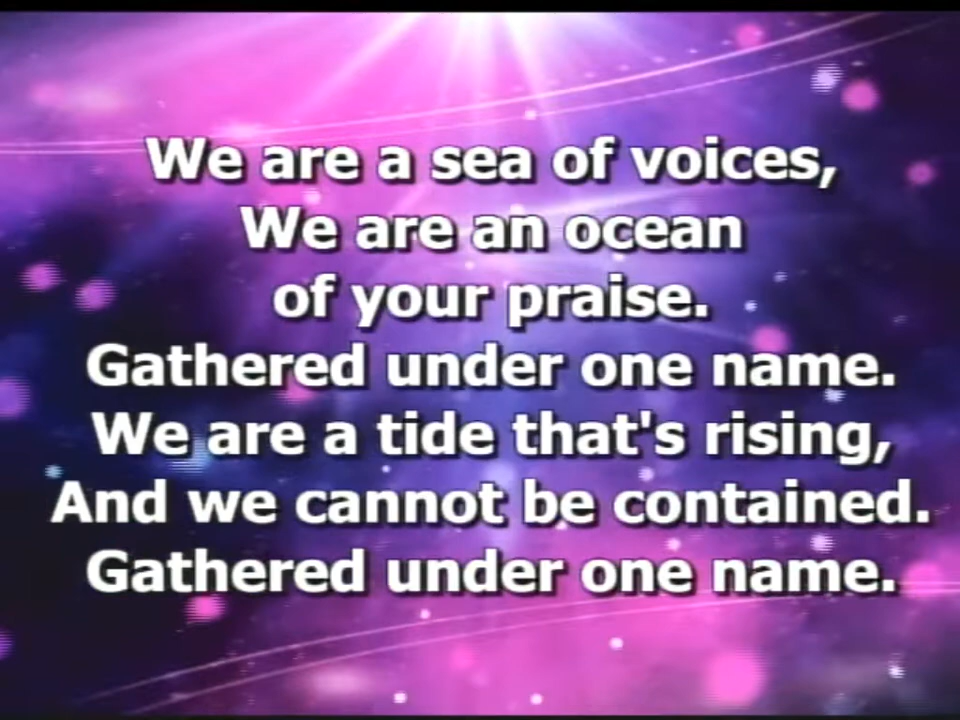 We are a sea of voices,
We are an ocean
of your praise.
Gathered under one name.
We are a tide that's rising,
And we cannot be contained.
Gathered under one name.